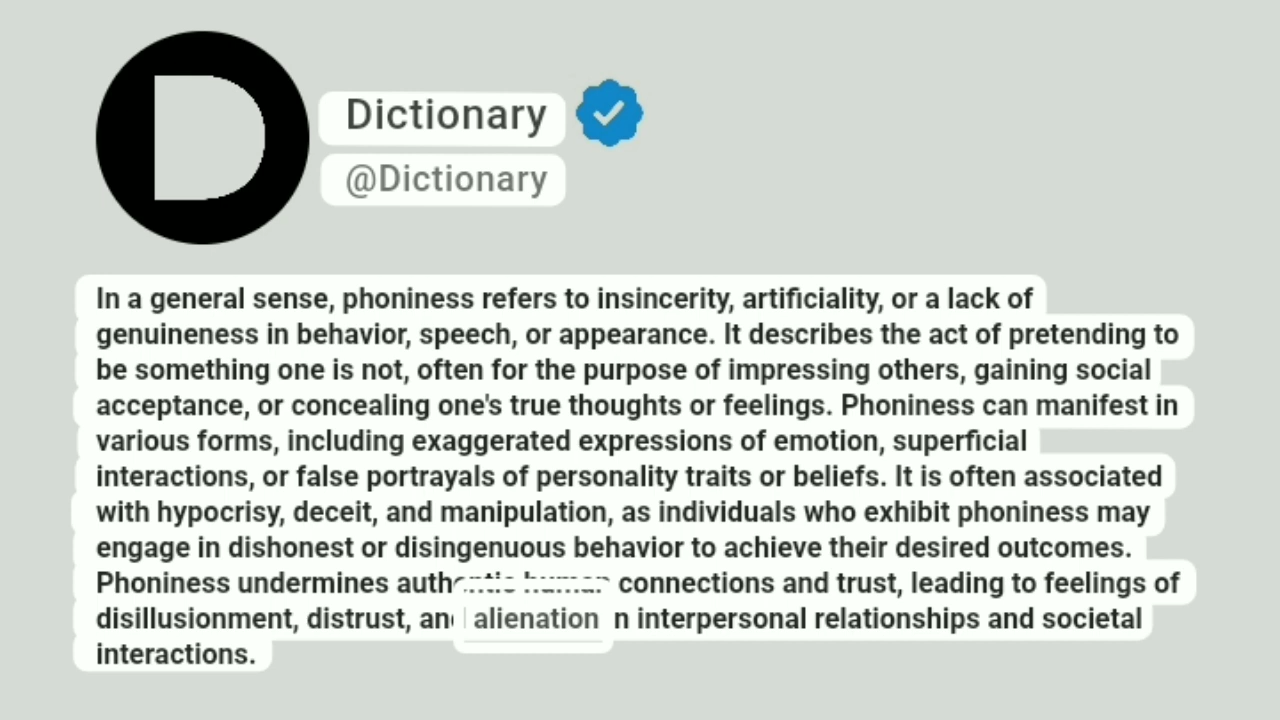 D
Dictionary
@Dictionary
In a general sense, phoniness refers to insincerity, artificiality, or a lack of
genuineness in behavior, speech, or appearance. It describes the act of pretending to
be something one is not, often for the purpose of impressing others, gaining social
acceptance, or concealing one's true thoughts or feelings. Phoniness can manifest in
various forms, including exaggerated expressions of emotion, superficial
interactions, or false portrayals of personality traits or beliefs. It is often associated
with hypocrisy, deceit, and manipulation, as individuals who exhibit phoniness may
engage in dishonest or disingenuous behavior to achieve their desired outcomes.
Phoniness undermines authentic human connections and trust, leading to feelings of
disillusionment, distrust, and alienation in interpersonal relationships and societal
interactions.